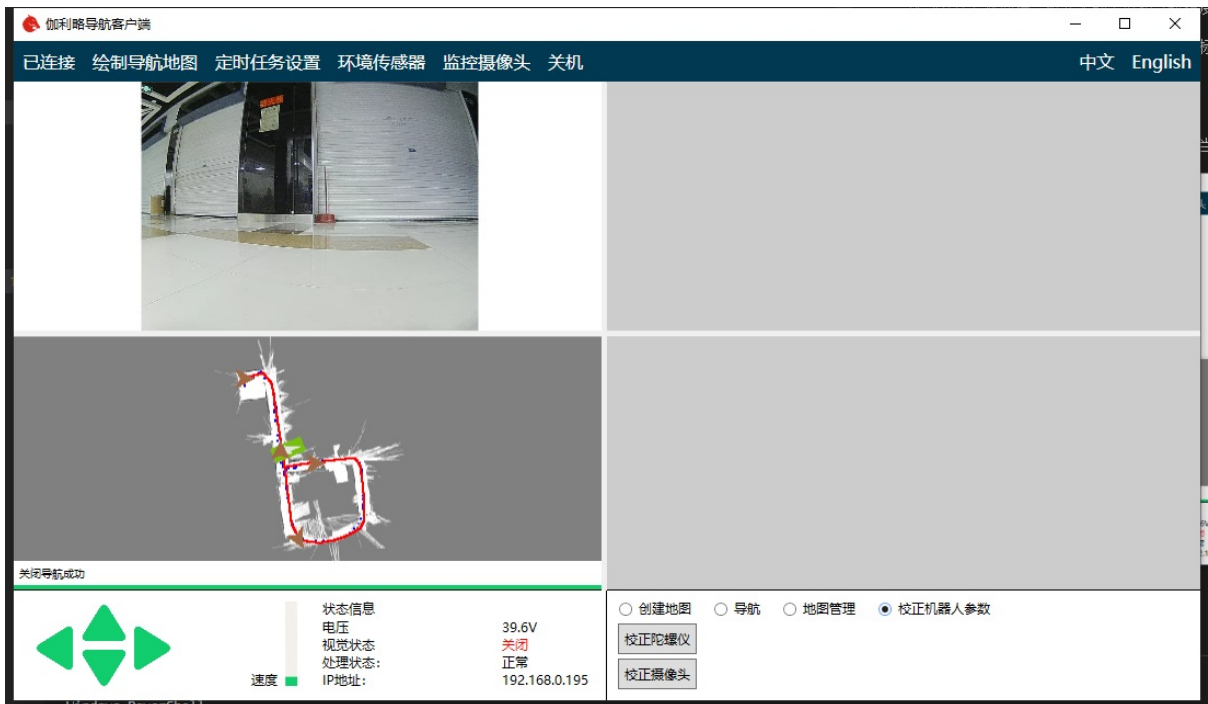 伽利略导航客户端
已连接 绘制导航地图 定时任务设置 环境传感器 监控摄像头 关机 中文 English
关闭导航成功
速度
状态信息
电压 39.6V
视觉状态 关闭
处理状态: 正常
IP地址: 192.168.0.195
创建地图 导航 地图管理 校正机器人参数
校正陀螺仪
校正摄像头